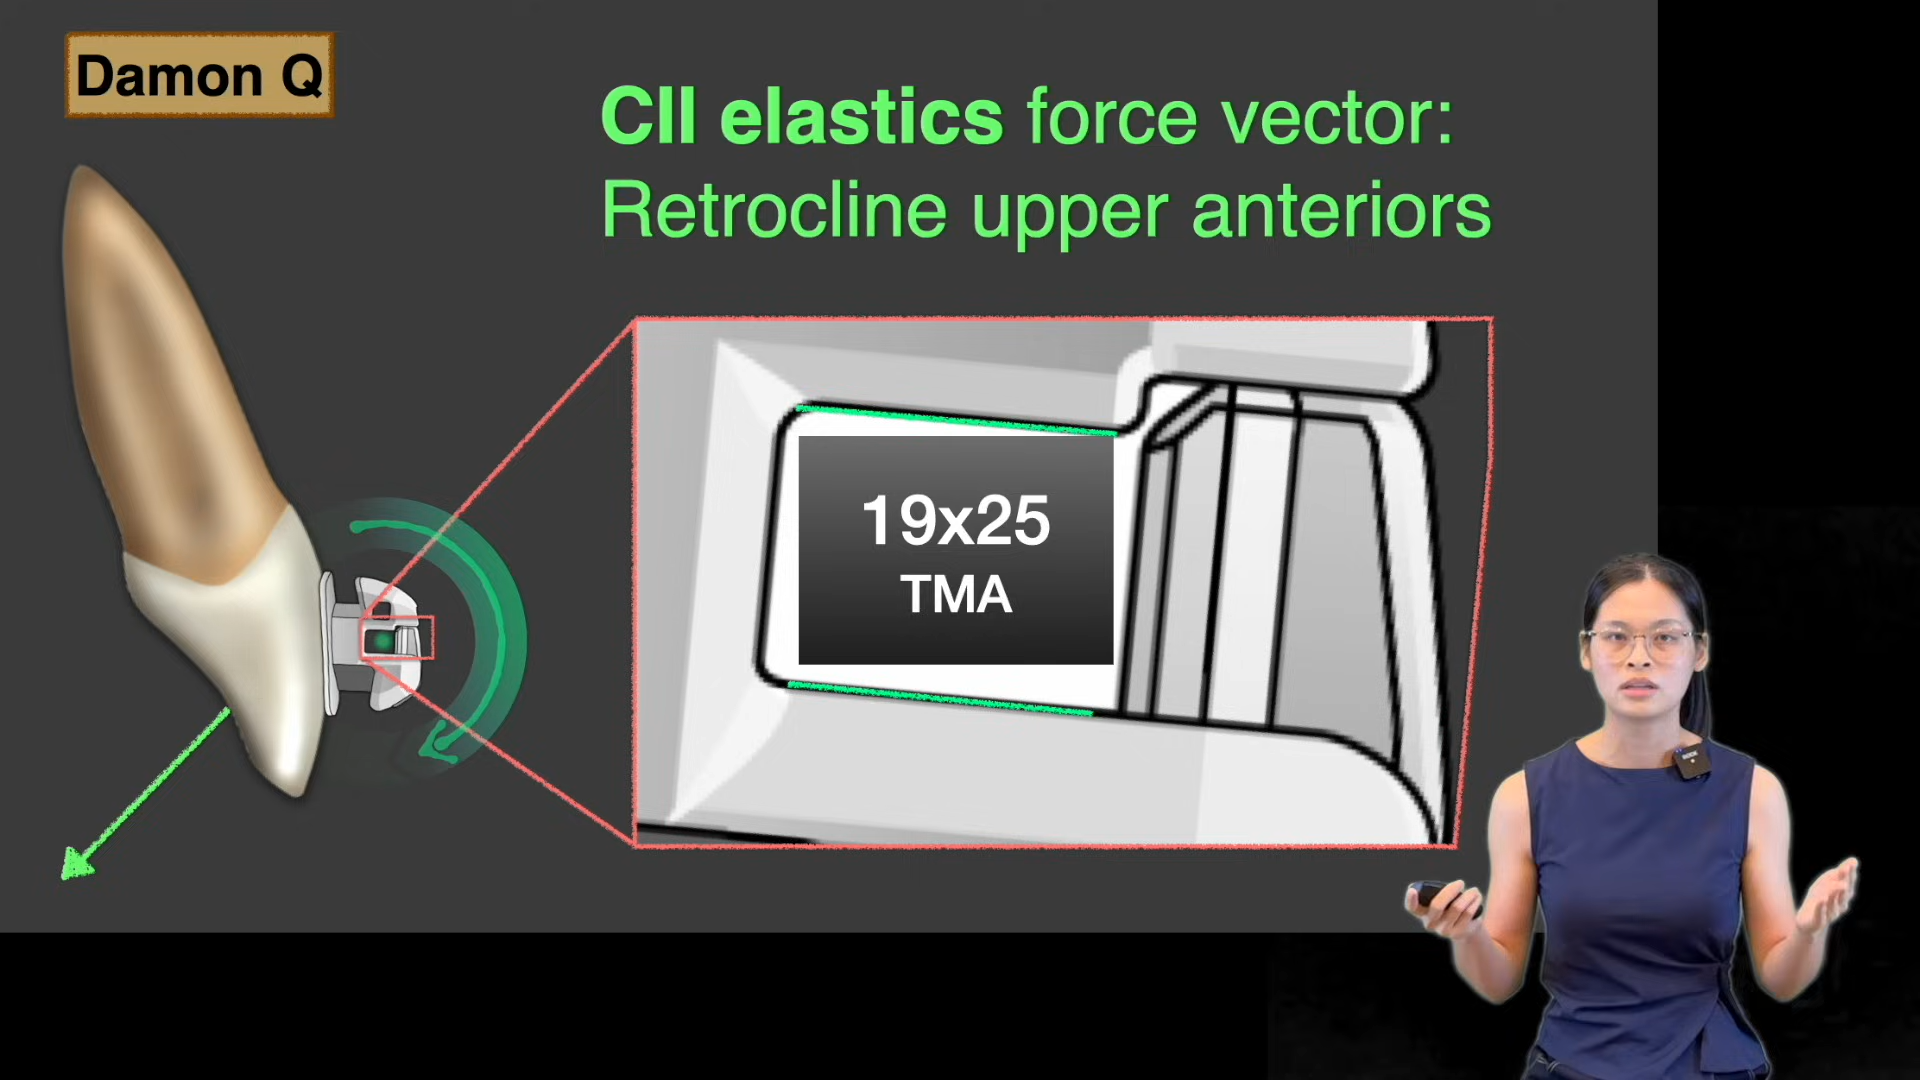 Damon Q
CII elastics force vector:
Retrocline upper anteriors
19x25
TMA